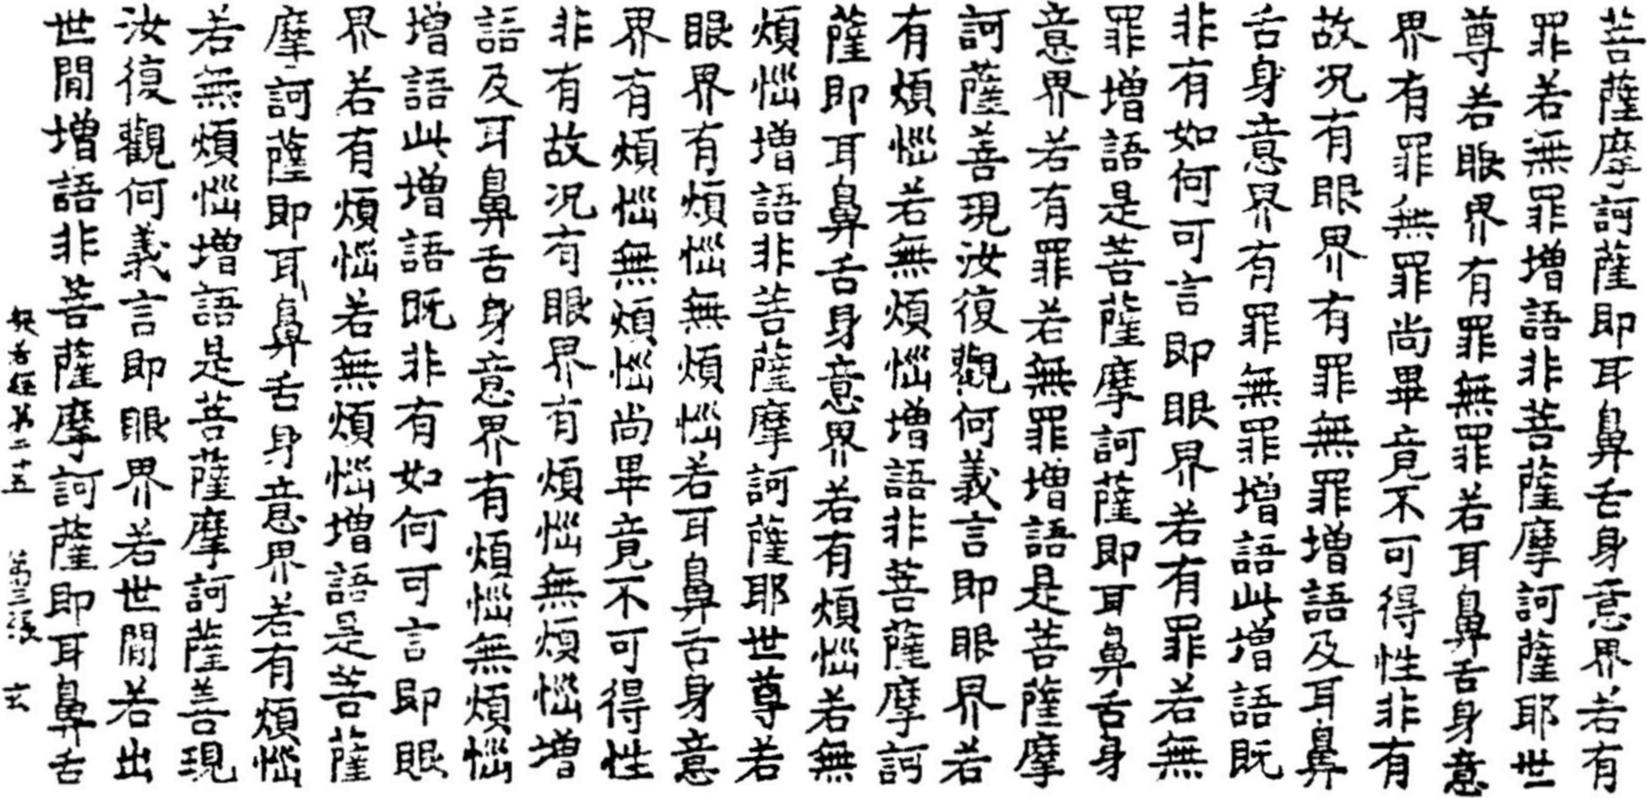 菩薩摩訶薩即耳鼻舌身意界若有
罪若無罪增語非菩薩摩訶薩耶世
尊若眼界有罪無罪若耳鼻舌身意
界有罪無罪尚畢竟不可得性非有
故況有眼界有罪無罪增語及耳鼻
舌身意界有罪無罪增語此增語既
非有如何可言即眼界若有罪若無
罪增語是菩薩摩訶薩即耳鼻舌身
意界若有罪若無罪增語是菩薩摩
訶薩善現汝復觀何義言即眼界若
有煩惱若無煩惱增語非菩薩摩訶
薩即耳鼻舌身意界若有煩惱若無
煩惱增語非菩薩摩訶薩耶世尊若
眼界有煩惱無煩惱若耳鼻舌身意
界有煩惱無煩惱尚畢竟不可得性
非有故況有眼界有煩惱無煩惱增
語及耳鼻舌身意界有煩惱無煩惱
增語此增語既非有如何可言即眼
界若有煩惱若無煩惱增語是菩薩
摩訶薩即耳鼻舌身意界若有煩惱
若無煩惱增語是菩薩摩訶薩善現
汝復觀何義言即眼界若世間若出
世間增語非菩薩摩訶薩即耳鼻舌
般若經第二十五 第三張 玄